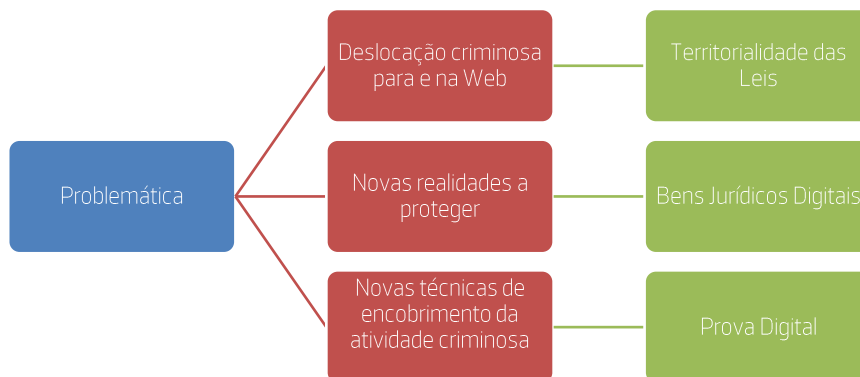 Deslocação criminosa
para e na Web
Territorialidade das
Leis
Problemática
Novas realidades a
proteger
Bens Jurídicos Digitais
Novas técnicas de
encobrimento da
atividade criminosa
Prova Digital